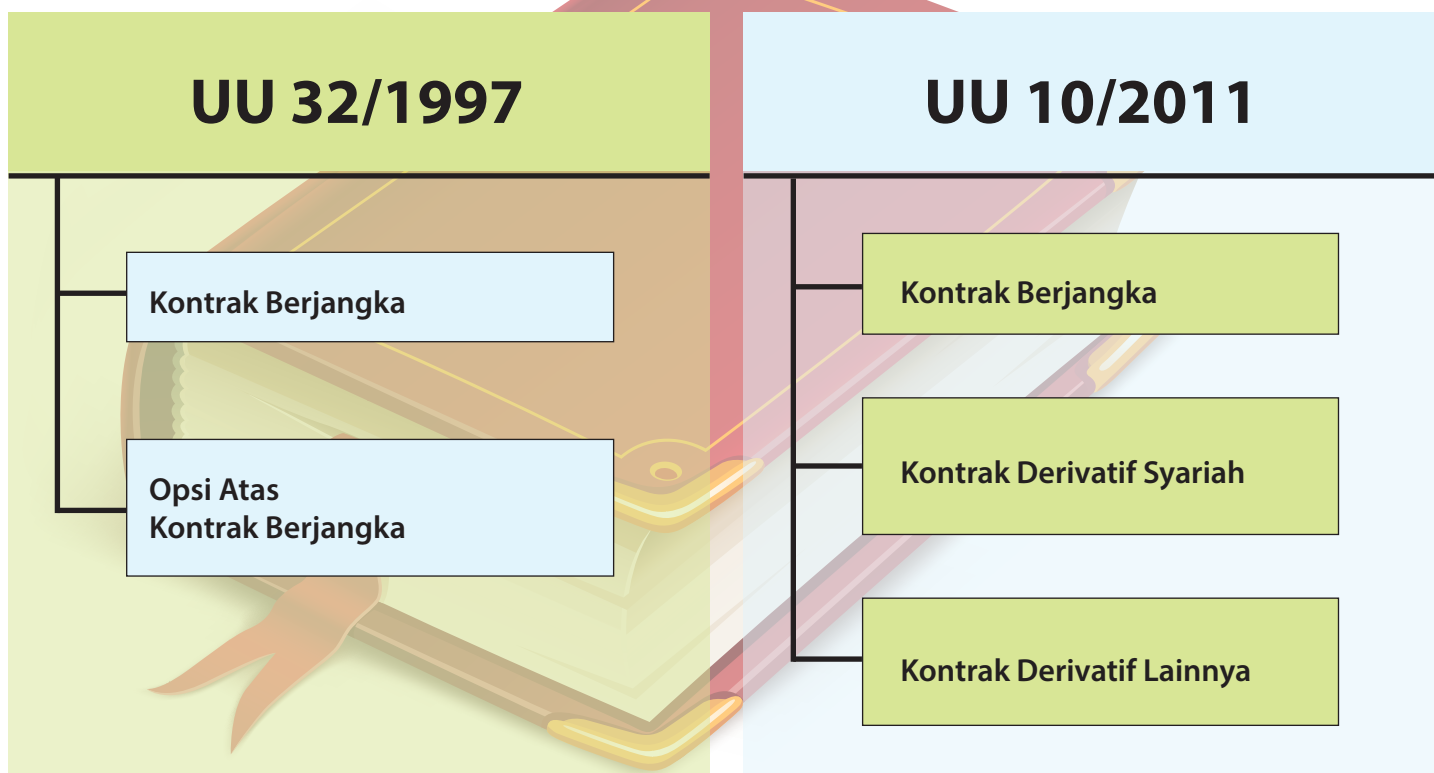 UU 32/1997
Kontrak Berjangka
Opsi Atas
Kontrak Berjangka
UU 10/2011
Kontrak Berjangka
Kontrak Derivatif Syariah
Kontrak Derivatif Lainnya